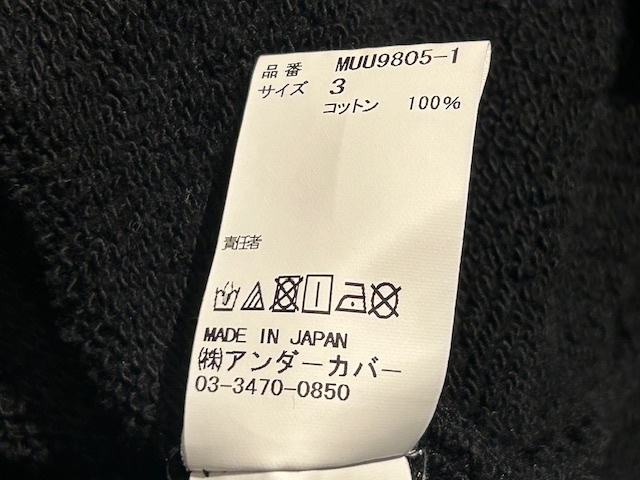 品番 MUU9805-1
サイズ 3
コットン 100%
責任者
MADE IN JAPAN
㈱アンダーカバー
03-3470-0850